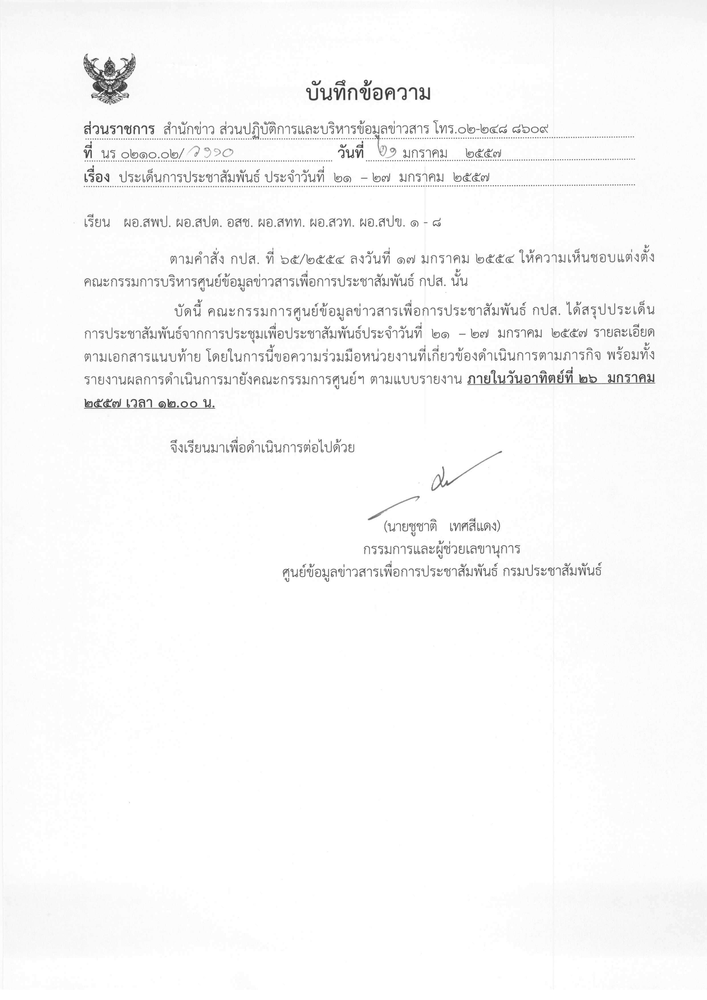 บันทึกข้อความ
ส่วนราชการ สำนักข่าว ส่วนปฏิบัติการและบริหารข้อมูลข่าวสาร โทร.๐๒-๒๔๘ ๘๖๐๙
ที่ นร ๐๒๑๐.๐๒/ว๑๑๐ วันที่ ๒๑ มกราคม ๒๕๕๗
เรื่อง ประเด็นการประชาสัมพันธ์ ประจำวันที่ ๒๑ – ๒๗ มกราคม ๒๕๕๗
เรียน ผอ.สพป. ผอ.สปต. อสช. ผอ.สทท. ผอ.สวท. ผอ.สปข. ๑ - ๘
ตามคำสั่ง กปส. ที่ ๖๕/๒๕๕๔ ลงวันที่ ๑๗ มกราคม ๒๕๕๔ ให้ความเห็นชอบแต่งตั้ง
คณะกรรมการบริหารศูนย์ข้อมูลข่าวสารเพื่อการประชาสัมพันธ์ กปส. นั้น
บัดนี้ คณะกรรมการศูนย์ข้อมูลข่าวสารเพื่อการประชาสัมพันธ์ กปส. ได้สรุปประเด็น
การประชาสัมพันธ์จากการประชุมเพื่อประชาสัมพันธ์ประจำวันที่ ๒๑ – ๒๗ มกราคม ๒๕๕๗ รายละเอียด
ตามเอกสารแนบท้าย โดยในการนี้ขอความร่วมมือหน่วยงานที่เกี่ยวข้องดำเนินการตามภารกิจ พร้อมทั้ง
รายงานผลการดำเนินการมายังคณะกรรมการศูนย์ฯ ตามแบบรายงาน ภายในวันอาทิตย์ที่ ๒๖ มกราคม
๒๕๕๗ เวลา ๑๒.๐๐ น.
จึงเรียนมาเพื่อดำเนินการต่อไปด้วย
(นายชูชาติ เทศสีแดง)
กรรมการและผู้ช่วยเลขานุการ
ศูนย์ข้อมูลข่าวสารเพื่อการประชาสัมพันธ์ กรมประชาสัมพันธ์